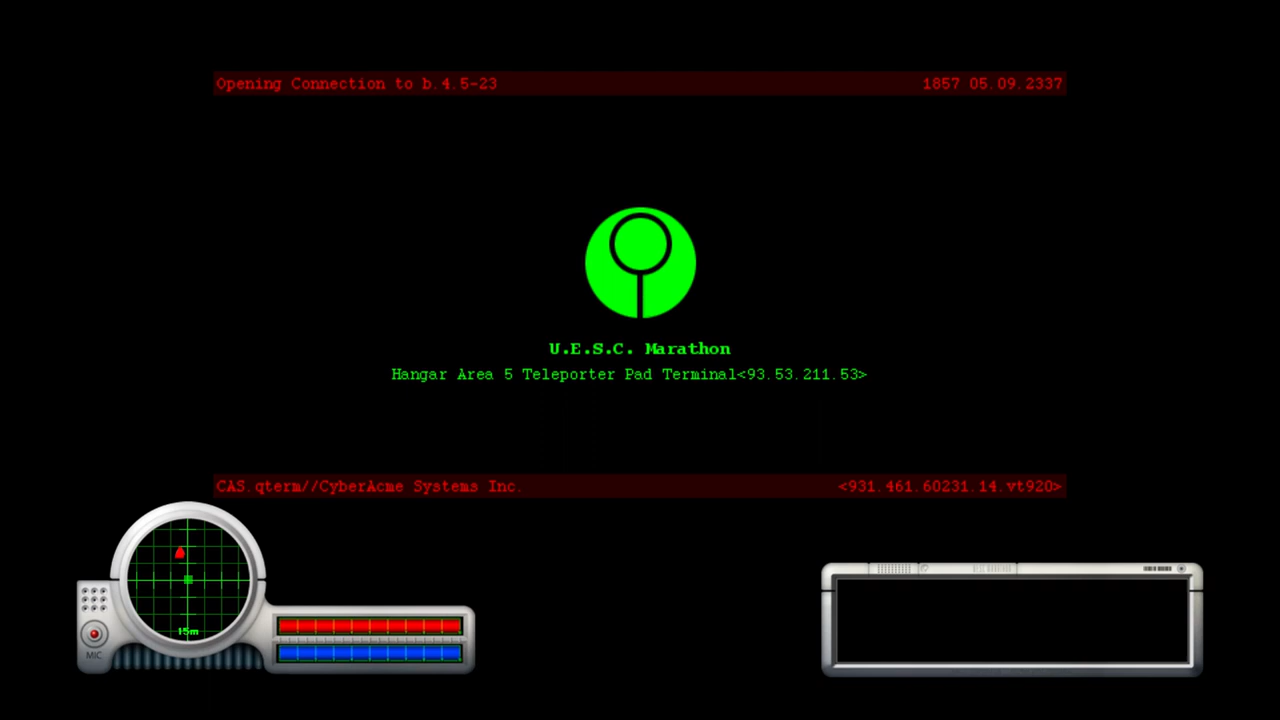 Opening Connection to b.4.5-23 1857 05.09.2337
U.E.S.C. Marathon
Hangar Area 5 Teleporter Pad Terminal<93.53.211.53>
CAS.qterm//CyberAcme Systems Inc. <931.461.60231.14.vt920>
15m
MIC